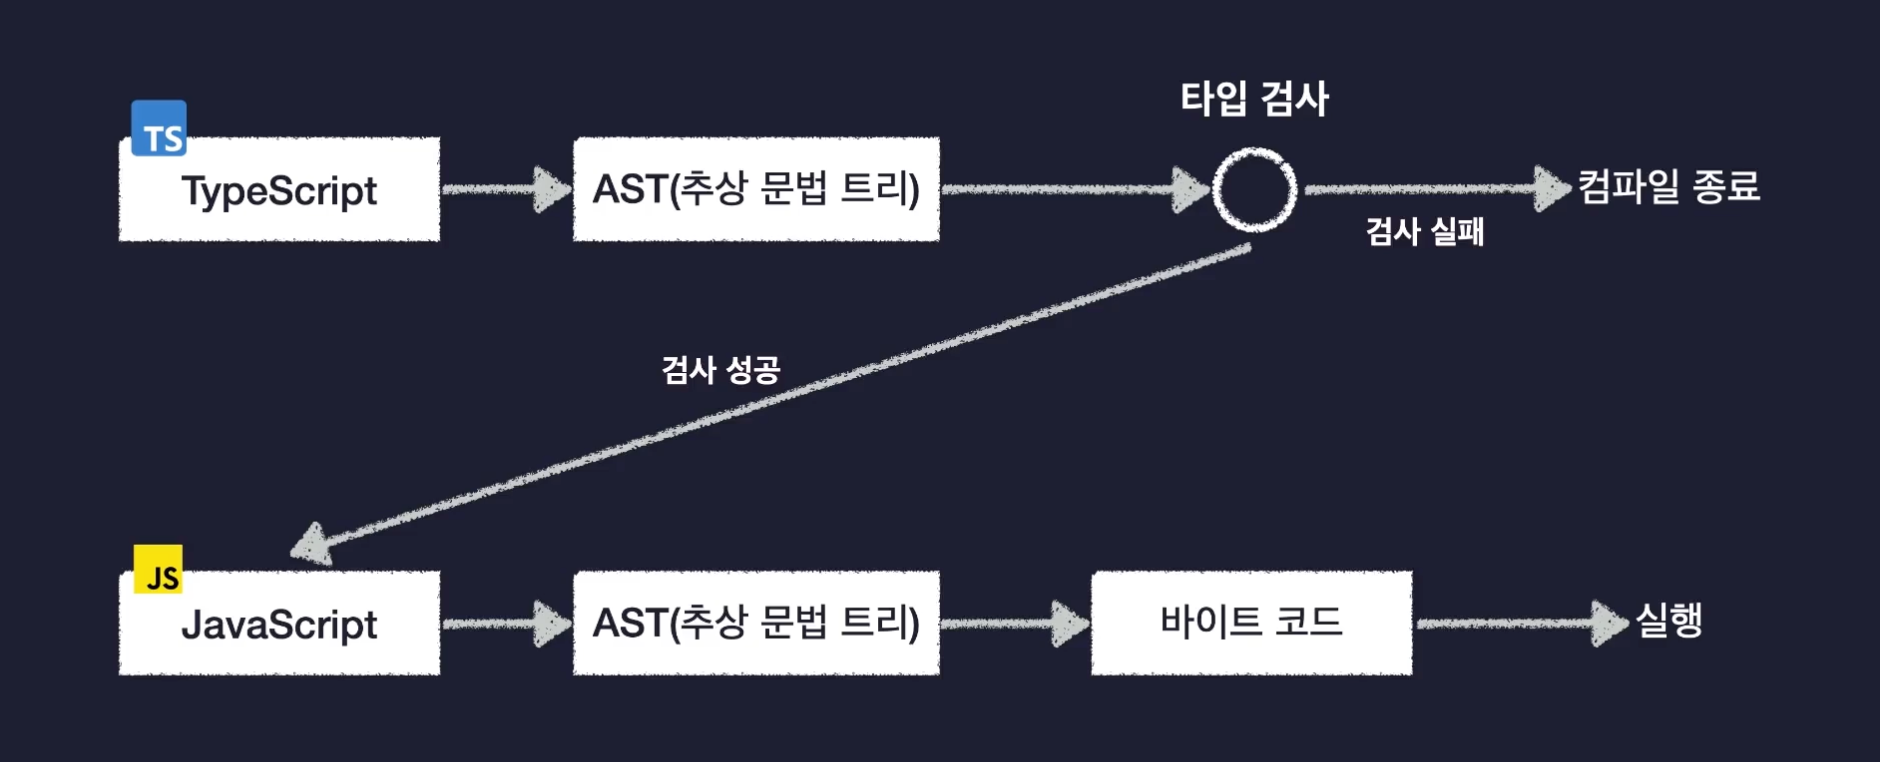 타입 검사
TS
TypeScript
AST(추상 문법 트리)
컴파일 종료
검사 실패
검사 성공
JS
JavaScript
AST(추상 문법 트리)
바이트 코드
실행